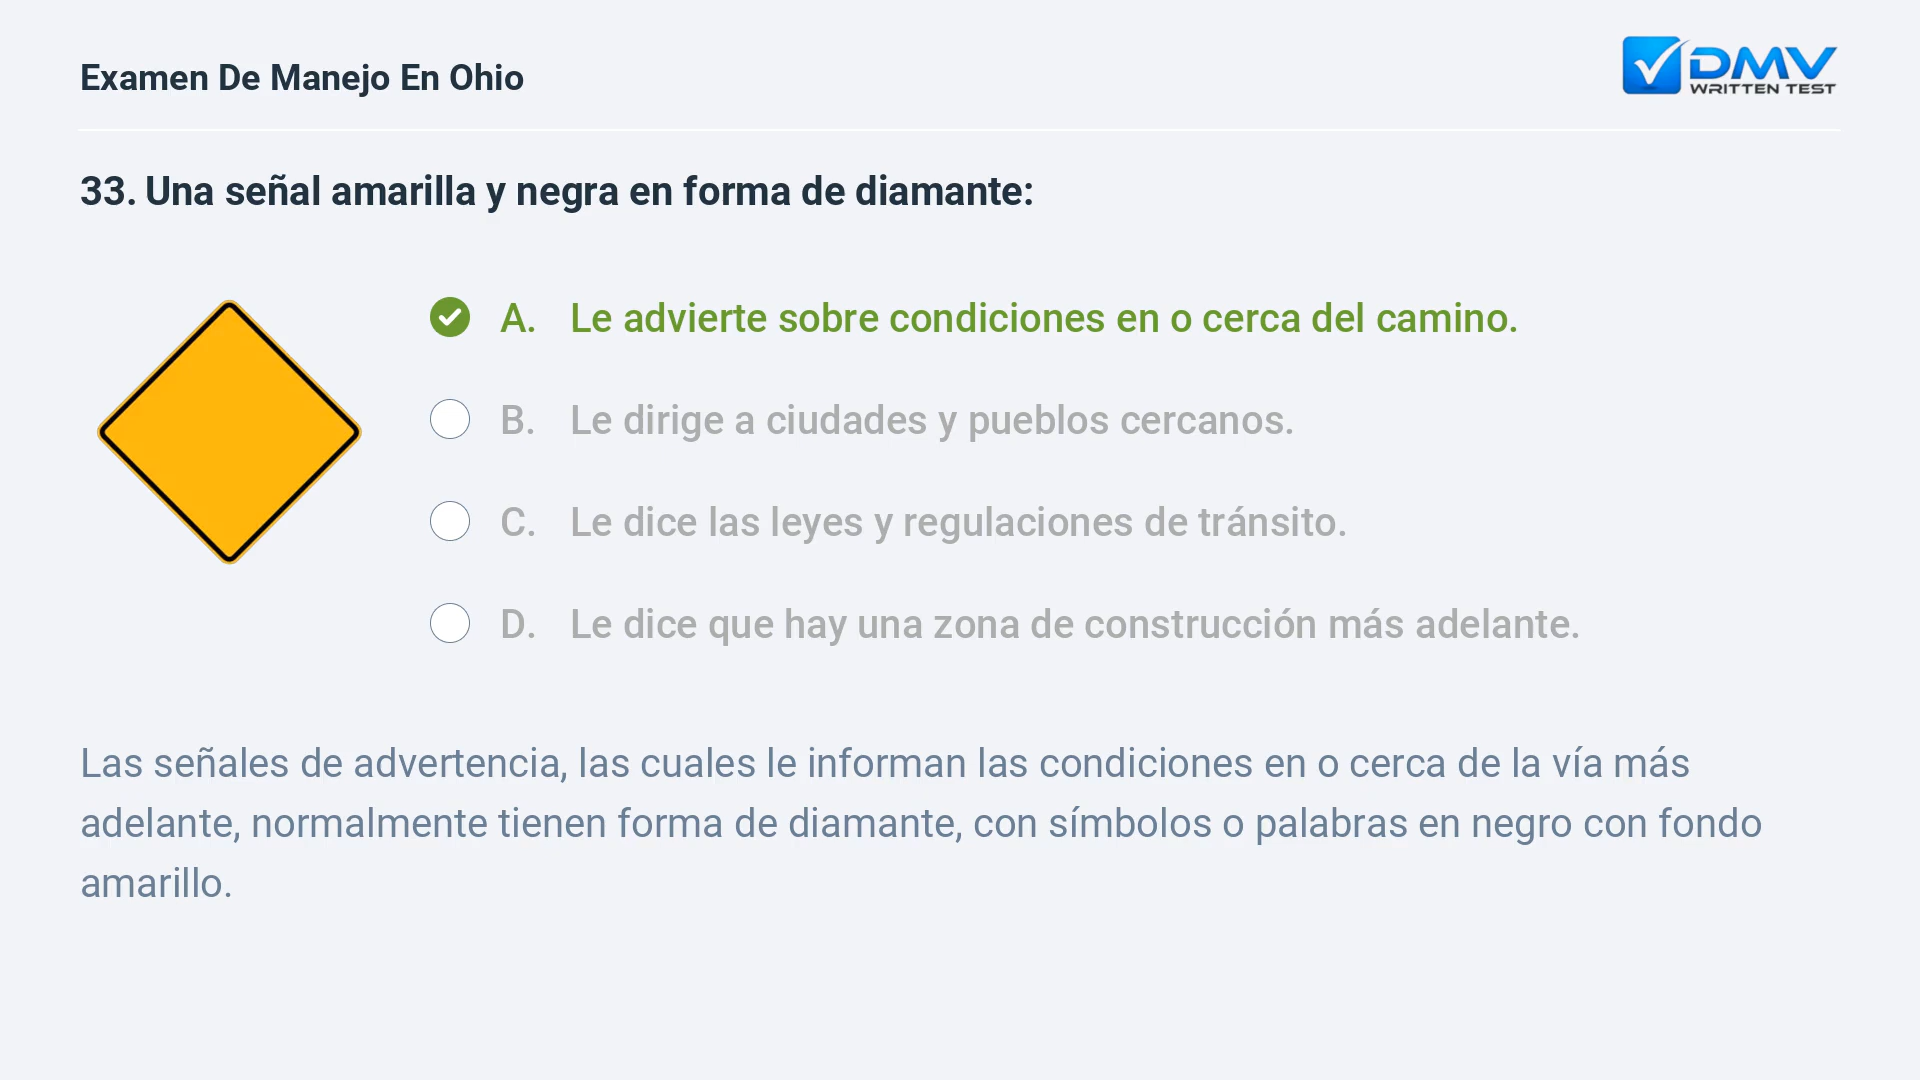 Examen De Manejo En Ohio
DMV
WRITTEN TEST
33. Una señal amarilla y negra en forma de diamante:
A. Le advierte sobre condiciones en o cerca del camino.
B. Le dirige a ciudades y pueblos cercanos.
C. Le dice las leyes y regulaciones de tránsito.
D. Le dice que hay una zona de construcción más adelante.
Las señales de advertencia, las cuales le informan las condiciones en o cerca de la vía más
adelante, normalmente tienen forma de diamante, con símbolos o palabras en negro con fondo
amarillo.